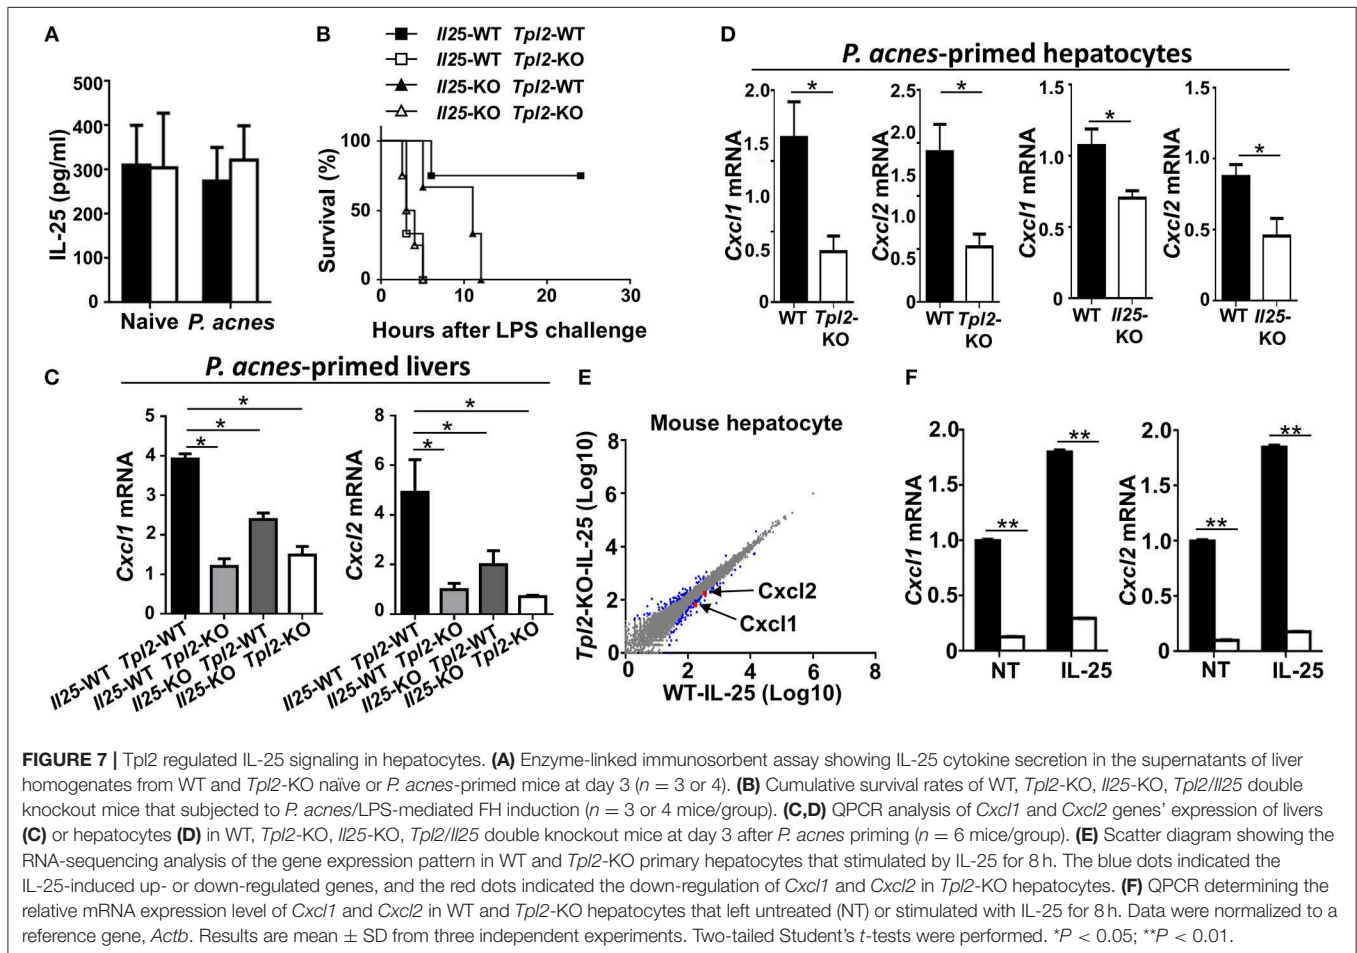 A
IL-25 (pg/ml)
500
400
300
200
100
0
Naive P. acnes
B
Il25-WT Tpl2-WT
Il25-WT Tpl2-KO
Il25-KO Tpl2-WT
Il25-KO Tpl2-KO
Survival (%)
100
50
0
0 10 20 30
Hours after LPS challenge
D
P. acnes-primed hepatocytes
Cxcl1 mRNA
2.0
1.5
1.0
0.5
0
*
WT Tpl2-
KO
Cxcl2 mRNA
2.5
2.0
1.5
1.0
0.5
0
*
WT Tpl2-
KO
Cxcl1 mRNA
1.5
1.0
0.5
0
*
WT Il25-
KO
Cxcl2 mRNA
1.5
1.0
0.5
0
*
WT Il25-
KO
C
P. acnes-primed livers
Cxcl1 mRNA
5
4
3
2
1
0
*
*
*
Il25-WT Tpl2-WT
Il25-WT Tpl2-KO
Il25-KO Tpl2-WT
Il25-KO Tpl2-KO
Cxcl2 mRNA
8
6
4
2
0
*
*
*
Il25-WT Tpl2-WT
Il25-WT Tpl2-KO
Il25-KO Tpl2-WT
Il25-KO Tpl2-KO
E
Mouse hepatocyte
Tpl2-KO-IL-25 (Log10)
8
6
4
2
0
Cxcl2
Cxcl1
0 2 4 6 8
WT-IL-25 (Log10)
F
Cxcl1 mRNA
2.0
1.5
1.0
0.5
0
**
**
NT IL-25
Cxcl2 mRNA
2.0
1.5
1.0
0.5
0
**
**
NT IL-25
FIGURE 7 | Tpl2 regulated IL-25 signaling in hepatocytes. (A) Enzyme-linked immunosorbent assay showing IL-25 cytokine secretion in the supernatants of liver
homogenates from WT and Tpl2-KO naïve or P. acnes-primed mice at day 3 (n = 3 or 4). (B) Cumulative survival rates of WT, Tpl2-KO, Il25-KO, Tpl2/Il25 double
knockout mice that subjected to P. acnes/LPS-mediated FH induction (n = 3 or 4 mice/group). (C,D) QPCR analysis of Cxcl1 and Cxcl2 genes' expression of livers
(C) or hepatocytes (D) in WT, Tpl2-KO, Il25-KO, Tpl2/Il25 double knockout mice at day 3 after P. acnes priming (n = 6 mice/group). (E) Scatter diagram showing the
RNA-sequencing analysis of the gene expression pattern in WT and Tpl2-KO primary hepatocytes that stimulated by IL-25 for 8 h. The blue dots indicated the
IL-25-induced up- or down-regulated genes, and the red dots indicated the down-regulation of Cxcl1 and Cxcl2 in Tpl2-KO hepatocytes. (F) QPCR determining the
relative mRNA expression level of Cxcl1 and Cxcl2 in WT and Tpl2-KO hepatocytes that left untreated (NT) or stimulated with IL-25 for 8 h. Data were normalized to a
reference gene, Actb. Results are mean ± SD from three independent experiments. Two-tailed Student's t-tests were performed. *P < 0.05; **P < 0.01.